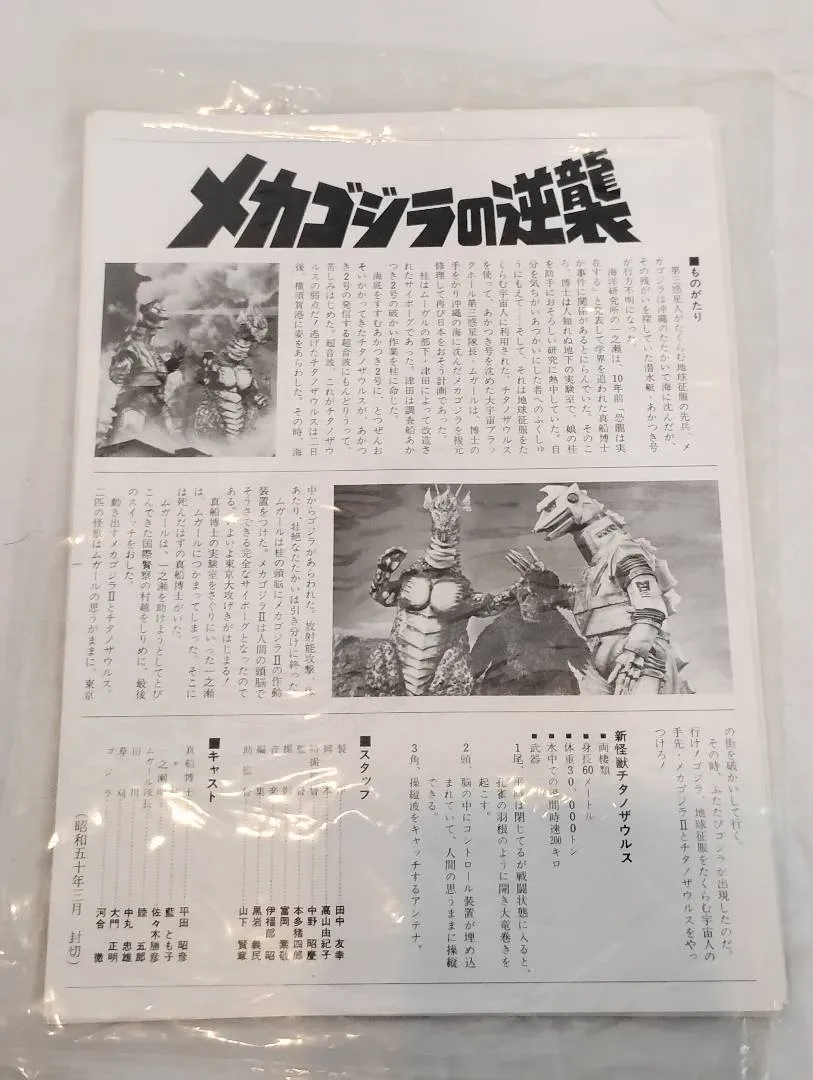 メカゴジラの逆襲
■ものがたり
第三惑星人がたくらむ地球征服の先兵、メ
カゴジラは沖縄のたたかいで海に沈んだが、
その残がいを探していた潜水艇・あかつき号
が行方不明になった。
海洋研究所の一之瀬は、10年前「恐龍は実
在する」と発表して学界を追われた真船博士
が事件に関係があるとにらんでいた。そのこ
ろ、博士は人知れぬ地下の実験室で、娘の桂
を助手におそろしい研究に熱中していた。自
分を気ちがいあつかいにした者へのふくしゅ
うにもえて……そして、それは地球征服をた
くらむ宇宙人に利用された。チタノザウルス
を使って、あかつき号を沈めた大宇宙ブラッ
クホール第三惑星隊長・ムガールは、博士の
手をかり沖縄の海に沈んだメカゴジラを復元
修理して再び日本をおそう計画であった。
桂はムーガルの部下・津田によって改造さ
れたサイボーグであった。津田は調査船あか
つき2号の破かい作業を桂に命じた。
海底をすすむあかつき2号に、とつぜんお
そいかかってきたチタノザウルスが、あかつ
き2号の発信する超音波にもんどりうって、
苦しみはじめた。超音波、これがチタノザウ
ルスの弱点だ！逃げたチタノザウルスは二日
後、横須賀港に姿をあらわした。その時、海
中からゴジラがあらわれた。放射能攻撃、体
あたり、壮絶なたたかいは引き分けに終った。
ムガールは桂の頭脳にメカゴジラⅡの作動
装置をつけた。メカゴジラⅡは人間の頭脳で
そうさできる完全なサイボーグとなったので
ある。いよいよ東京大攻げきがはじまる！
真船博士の実験室をさぐりにいった一之瀬
は、ムガールにつかまってしまった。そこに
は死んだはずの真船博士がいた。
ムガールは、一之瀬を助けようとしてとび
こんできた国際警察の村越をしりめに、最後
のスイッチをおした。
動き出すメカゴジラⅡとチタノザウルス。
二匹の怪獣はムガールの思うがままに、東京
の街を破かいして行く。
その時、ふたたびゴジラが出現したのだ。
行け！ゴジラ、地球征服をたくらむ宇宙人の
手先・メカゴジラⅡとチタノザウルスをやっ
つけろ！
新怪獣チタノザウルス
■両棲類
■身長60メートル
■体重30,000トン
■水中での速間時速200キロ
■武器
1尾、平時は閉じてるが戦闘状態に入ると、
孔雀の羽根のように開き大竜巻きを
起こす。
2頭、脳の中にコントロール装置が埋め込
まれていて、人間の思うままに操縦
できる。
3角、操縦波をキャッチするアンテナ。
■スタッフ
製作……田中友幸
脚本……高山由紀子
特撮監督……中野昭慶
監督……本多猪四郎
撮影……富岡素敬
音楽……伊福部昭
編集……黒岩義民
助監督……山下賢章
■キャスト
真船博士……平田昭彦
桂……藍とも子
一之瀬……佐々木勝彦
ムガール隊長……睦五郎
田川……中丸忠雄
草刈……大門正明
ゴジラ……河合徹
（昭和五十年三月 封切）